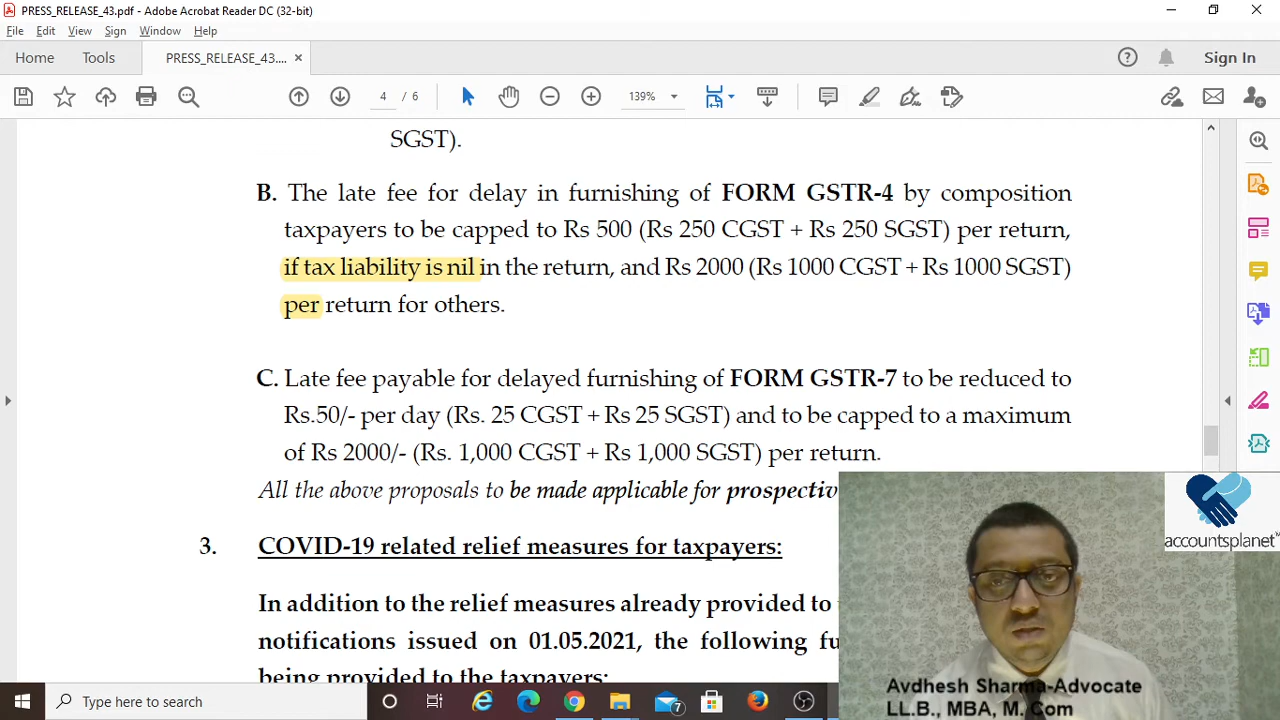 PRESS_RELEASE_43.pdf - Adobe Acrobat Reader DC (32-bit)
File Edit View Sign Window Help
Home Tools PRESS_RELEASE_43.... × Sign In
4 / 6 139%
SGST).
B. The late fee for delay in furnishing of FORM GSTR-4 by composition
taxpayers to be capped to Rs 500 (Rs 250 CGST + Rs 250 SGST) per return,
if tax liability is nil in the return, and Rs 2000 (Rs 1000 CGST + Rs 1000 SGST)
per return for others.
C. Late fee payable for delayed furnishing of FORM GSTR-7 to be reduced to
Rs.50/- per day (Rs. 25 CGST + Rs 25 SGST) and to be capped to a maximum
of Rs 2000/- (Rs. 1,000 CGST + Rs 1,000 SGST) per return.
All the above proposals to be made applicable for prospectiv
3. COVID-19 related relief measures for taxpayers:
In addition to the relief measures already provided to
notifications issued on 01.05.2021, the following fu
being provided to the taxpayers:
accountsplanet™
Avdhesh Sharma-Advocate
LL.B., MBA, M. Com
Type here to search
7